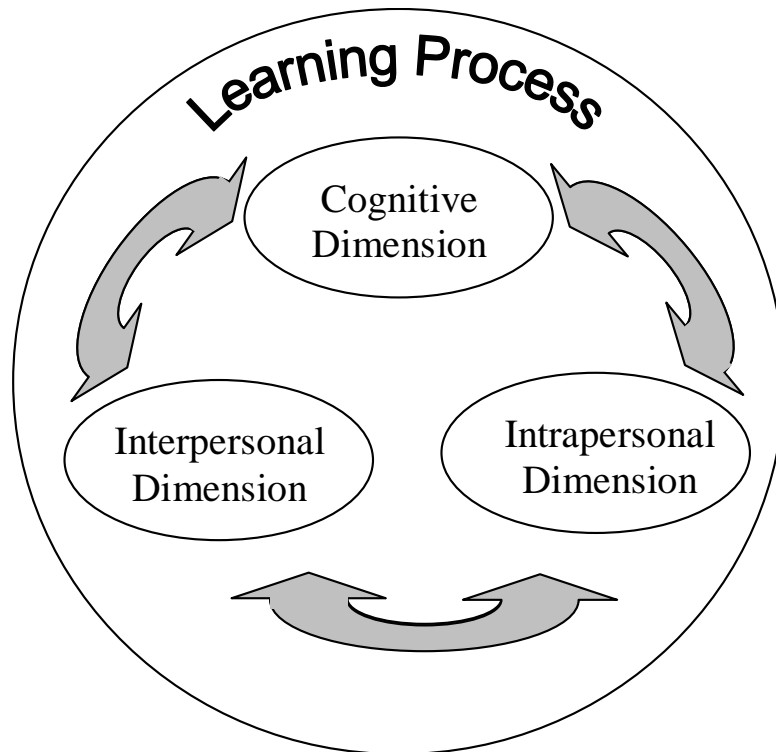 Learning Process
Cognitive
Dimension
Interpersonal
Dimension
Intrapersonal
Dimension